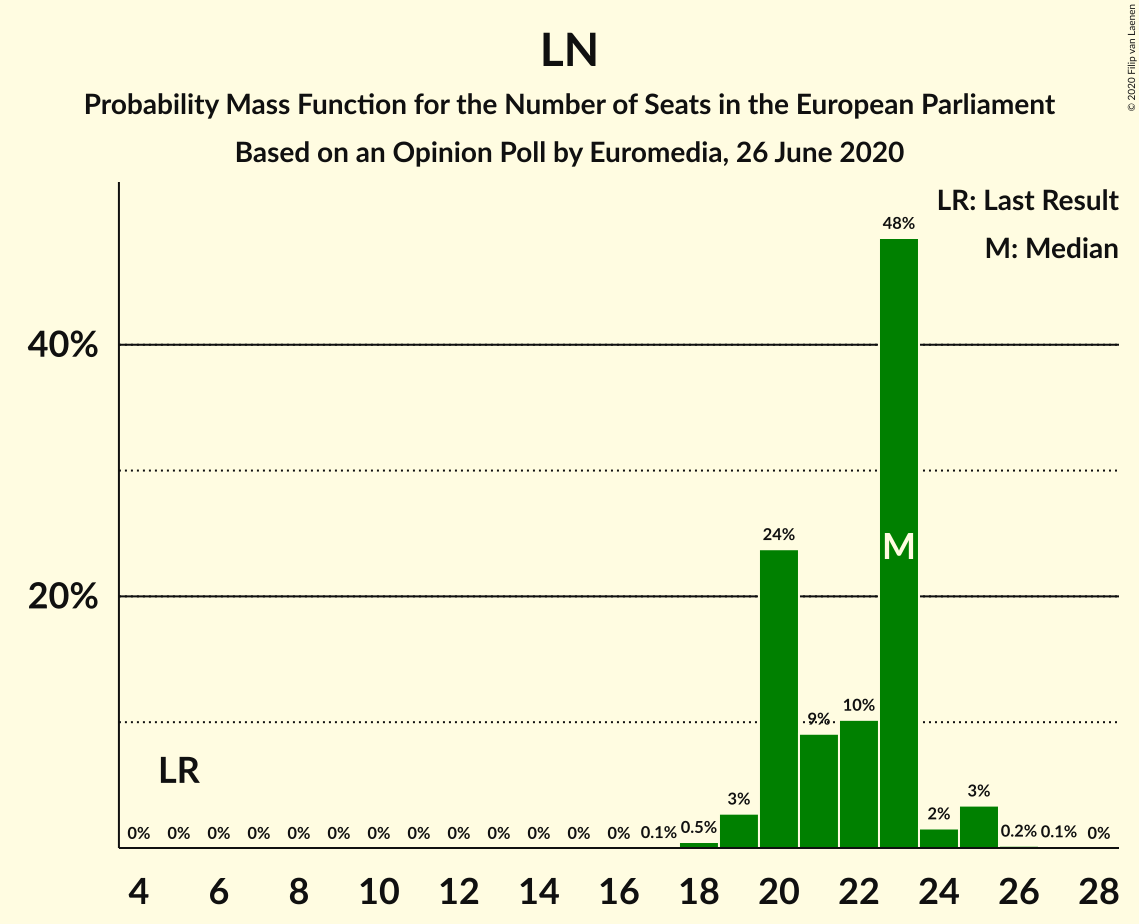 © 2020 Filip van Laenen
LN
Probability Mass Function for the Number of Seats in the European Parliament
Based on an Opinion Poll by Euromedia, 26 June 2020
LR: Last Result
M: Median
48%
40%
24%
M
20%
10%
9%
LR
3%
3%
2%
0% 0% 0% 0% 0% 0% 0% 0% 0% 0% 0% 0% 0% 0.1% 0.5% 0.2% 0.1% 0%
4 6 8 10 12 14 16 18 20 22 24 26 28